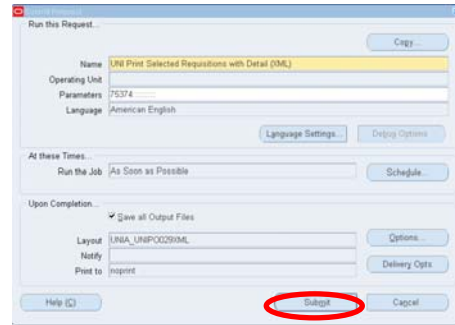 Submit Request
Run this Request...
Copy...
Name UNI Print Selected Requisitions with Detail (XML)
Operating Unit
Parameters 75374:::::::::
Language American English
Language Settings... Debug Options
At these Times...
Run the Job As Soon as Possible Schedule...
Upon Completion...
Save all Output Files
Layout UNIA_UNIPO029XML Options...
Notify
Print to noprint Delivery Opts
Help (C) Submit Cancel